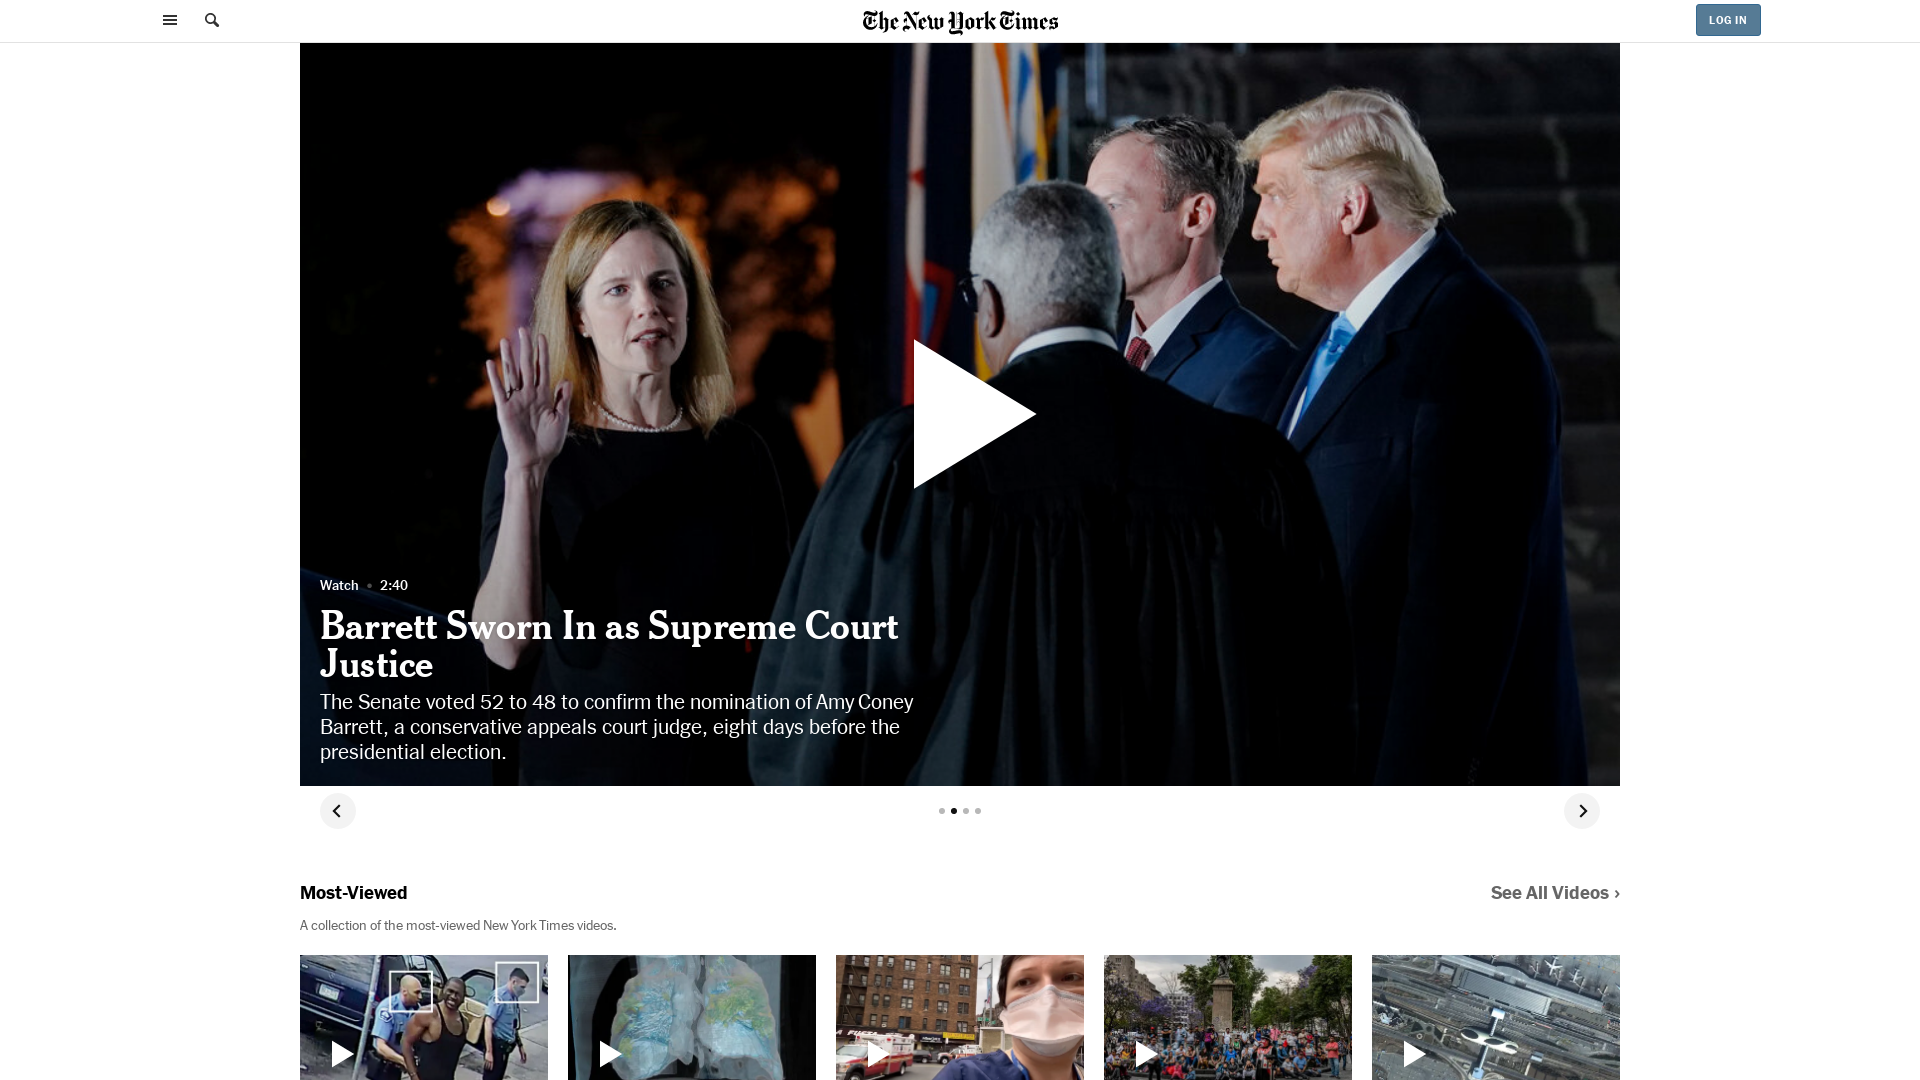 The New York Times
LOG IN
Watch • 2:40
Barrett Sworn In as Supreme Court
Justice
The Senate voted 52 to 48 to confirm the nomination of Amy Coney
Barrett, a conservative appeals court judge, eight days before the
presidential election.
Most-Viewed
See All Videos ›
A collection of the most-viewed New York Times videos.